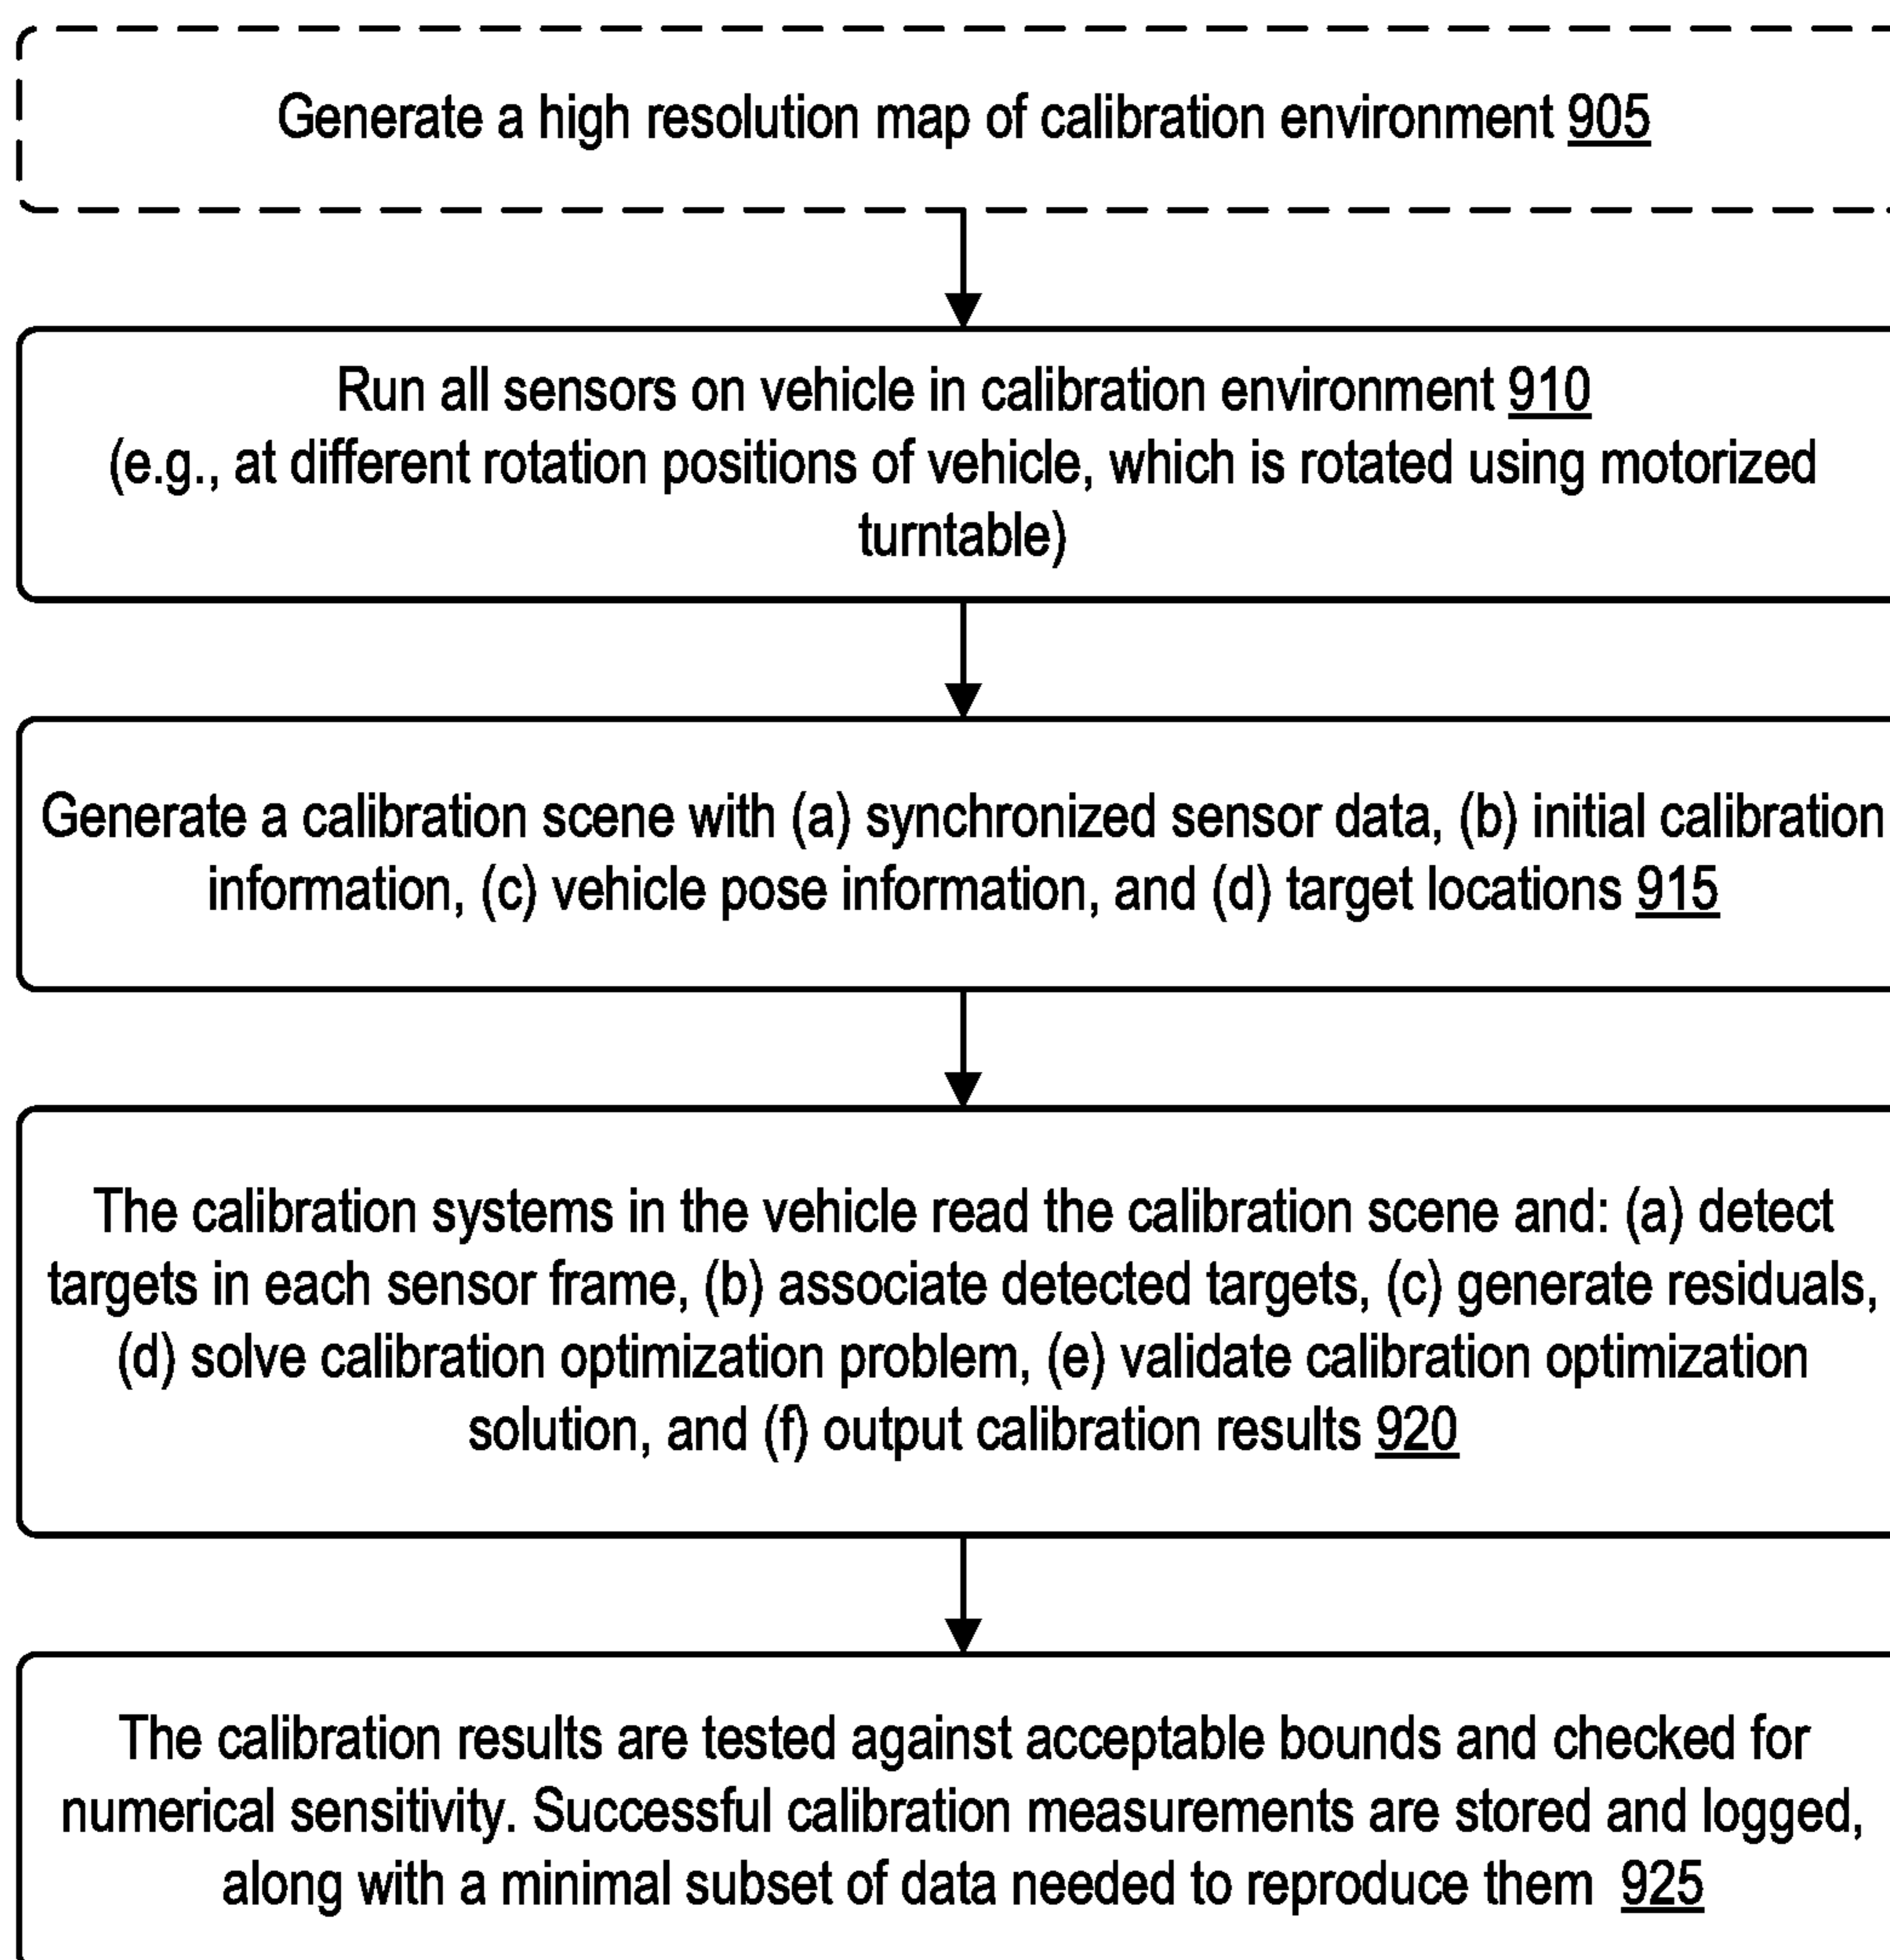 Generate a high resolution map of calibration environment 905
Run all sensors on vehicle in calibration environment 910
(e.g., at different rotation positions of vehicle, which is rotated using motorized
turntable)
Generate a calibration scene with (a) synchronized sensor data, (b) initial calibration
information, (c) vehicle pose information, and (d) target locations 915
The calibration systems in the vehicle read the calibration scene and: (a) detect
targets in each sensor frame, (b) associate detected targets, (c) generate residuals,
(d) solve calibration optimization problem, (e) validate calibration optimization
solution, and (f) output calibration results 920
The calibration results are tested against acceptable bounds and checked for
numerical sensitivity. Successful calibration measurements are stored and logged,
along with a minimal subset of data needed to reproduce them 925